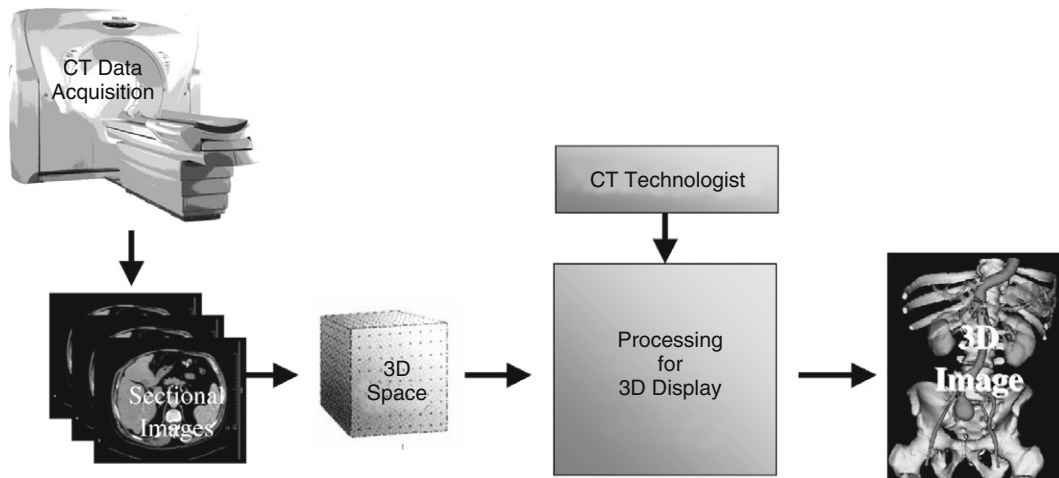 CT Data
Acquisition
CT Technologist
Sectional
Images
3D
Space
Processing
for
3D Display
3D
Image